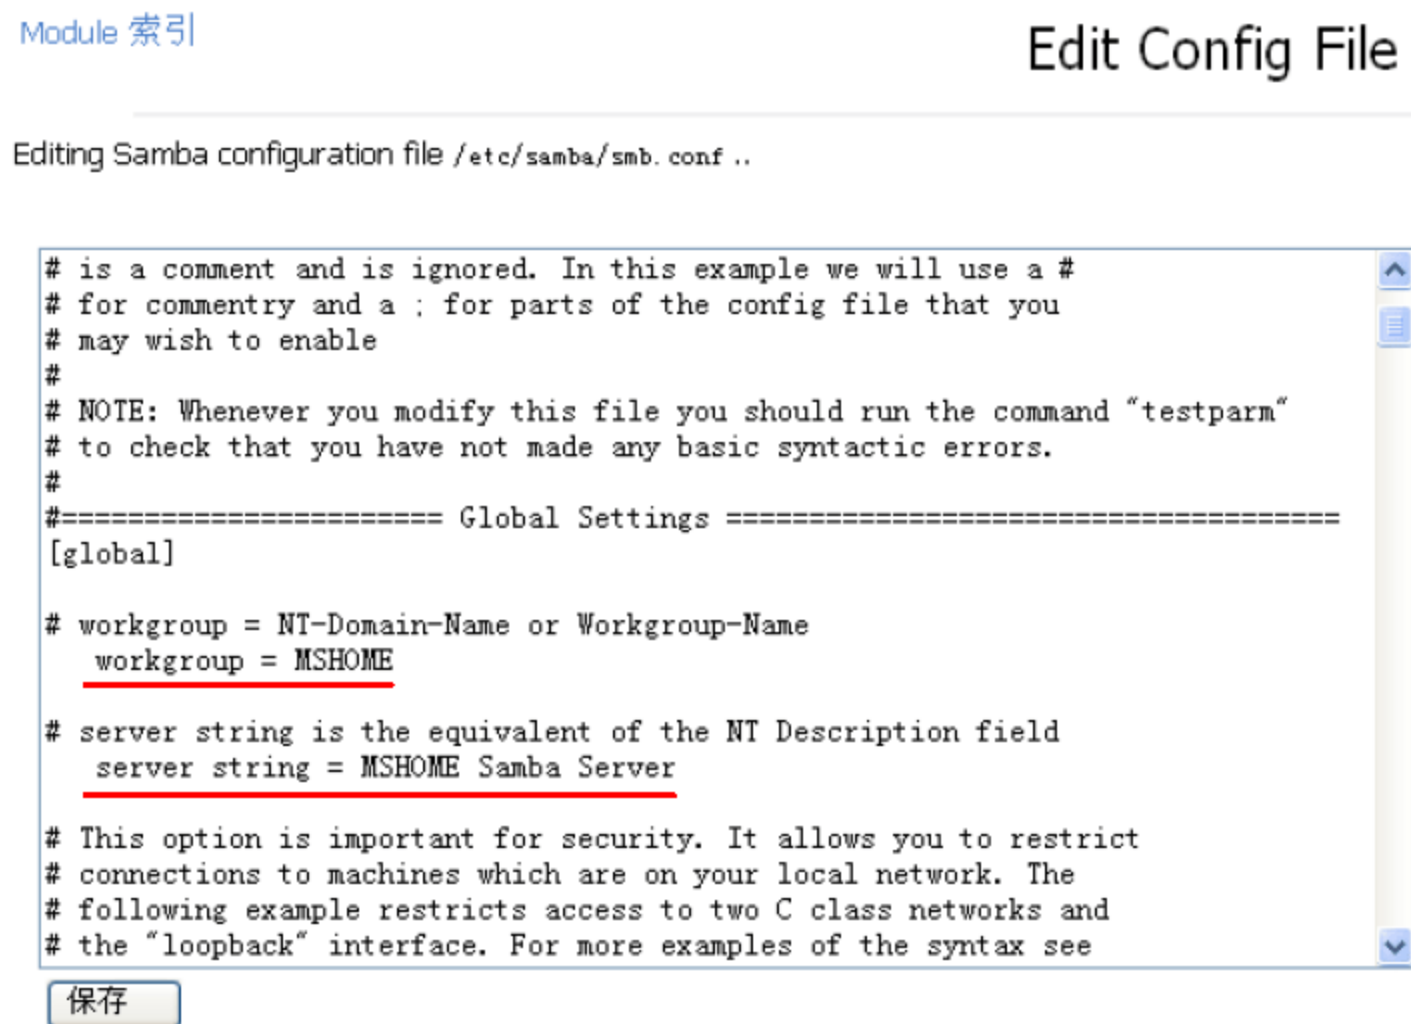 Module 索引
Edit Config File
Editing Samba configuration file /etc/samba/smb.conf ..
# is a comment and is ignored. In this example we will use a #
# for commentry and a ; for parts of the config file that you
# may wish to enable
#
# NOTE: Whenever you modify this file you should run the command "testparm"
# to check that you have not made any basic syntactic errors.
#
#======================= Global Settings =====================================
[global]
# workgroup = NT-Domain-Name or Workgroup-Name
workgroup = MSHOME
# server string is the equivalent of the NT Description field
server string = MSHOME Samba Server
# This option is important for security. It allows you to restrict
# connections to machines which are on your local network. The
# following example restricts access to two C class networks and
# the "loopback" interface. For more examples of the syntax see
保存